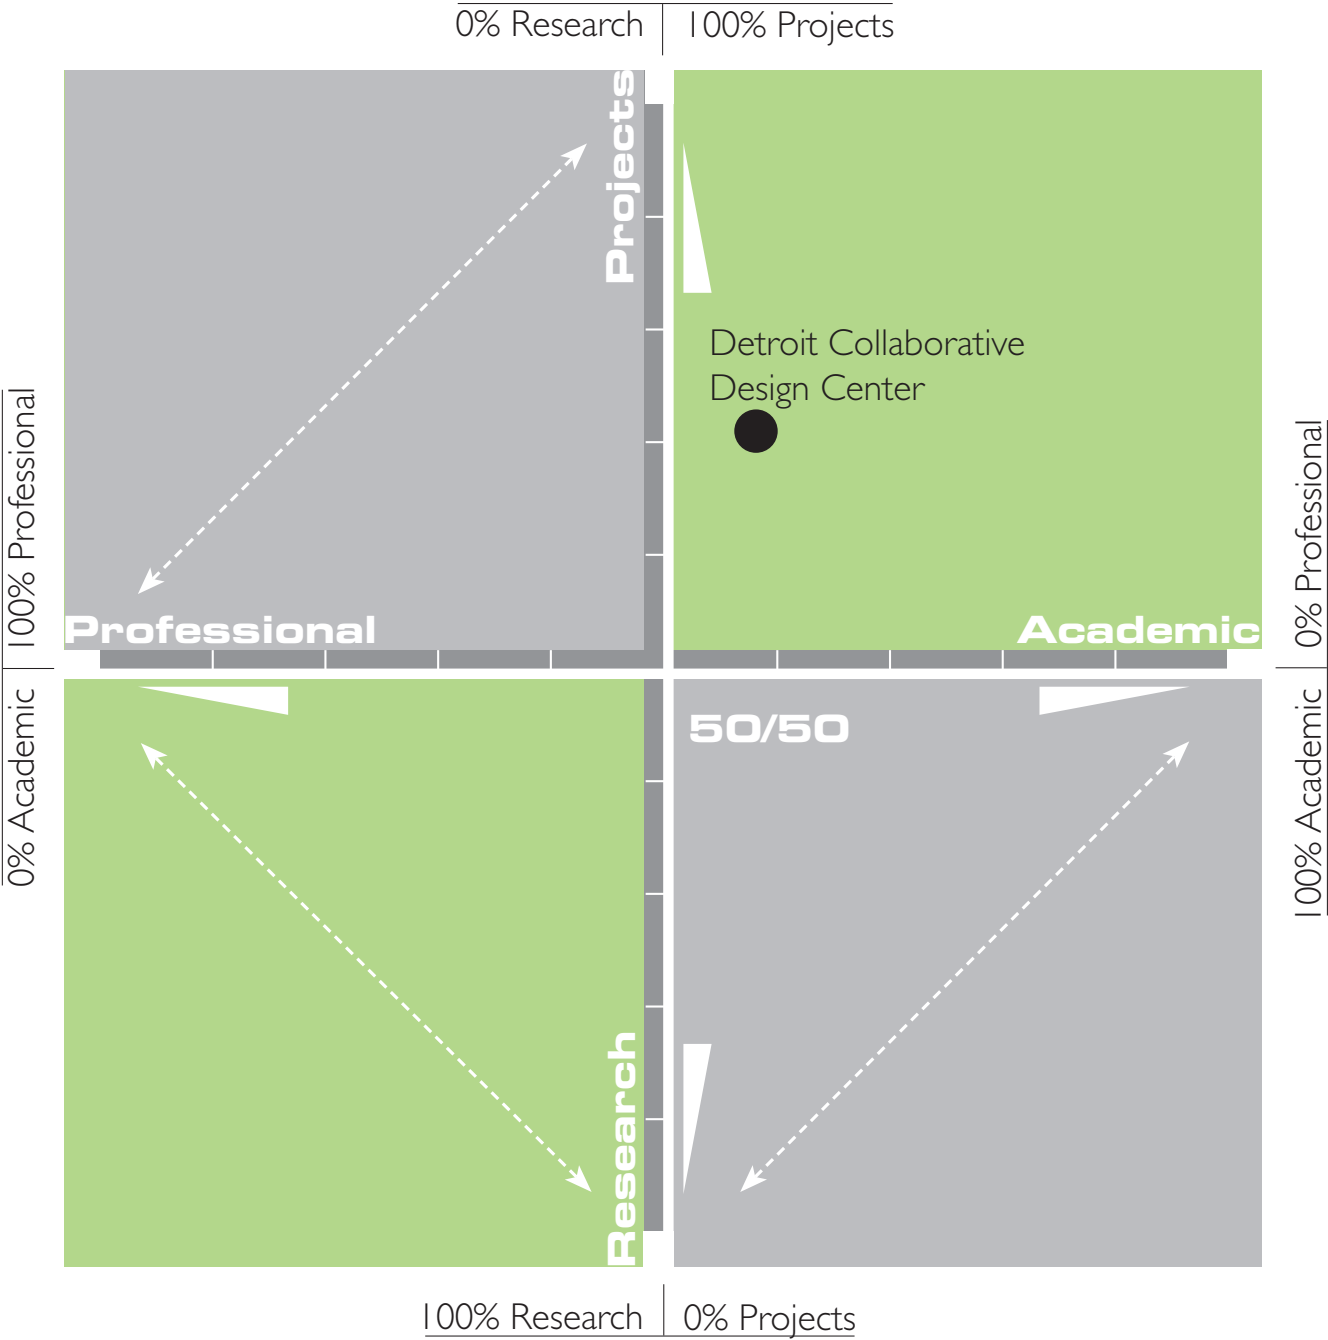 0% Research
100% Projects
Projects
Detroit Collaborative
Design Center
100% Professional
0% Professional
Professional
Academic
0% Academic
50/50
100% Academic
Research
100% Research
0% Projects